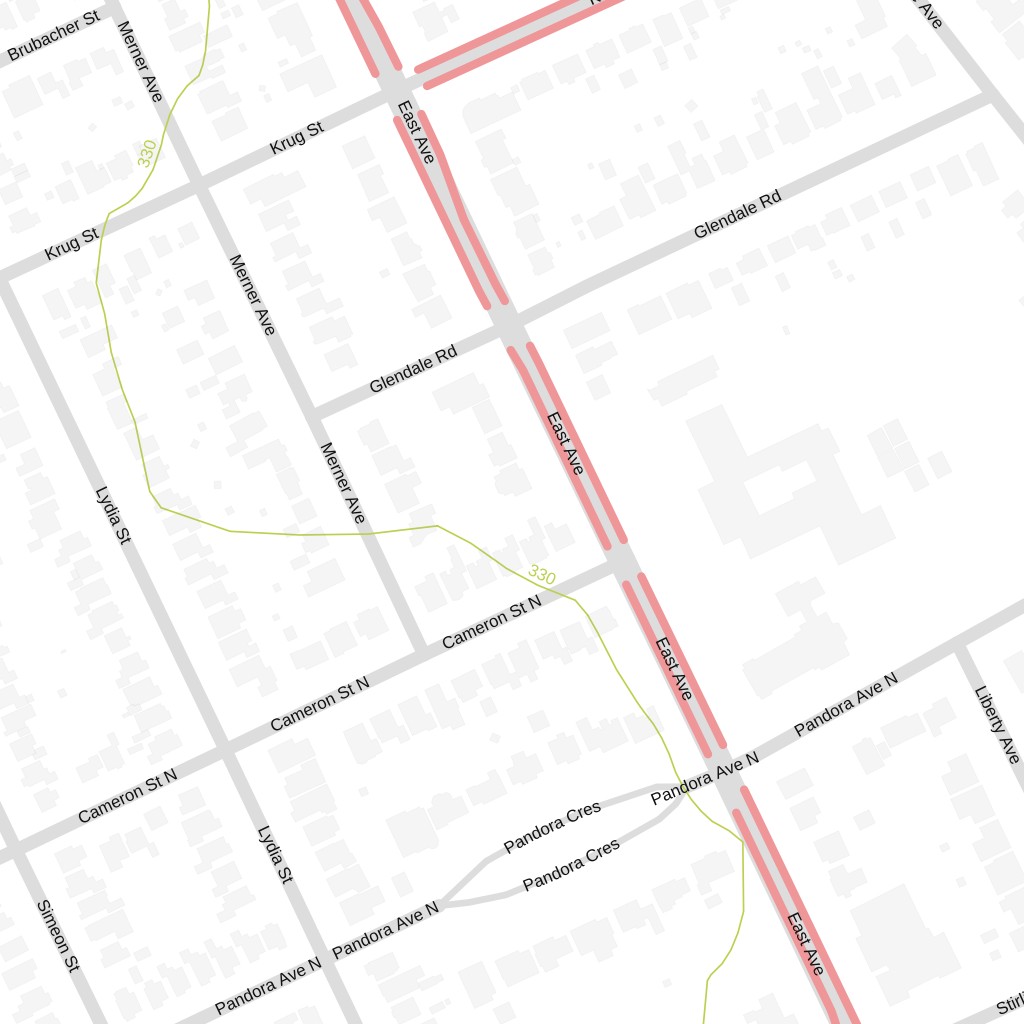 Brubacher St
Merner Ave
Ave
East Ave
Krug St
330
Glendale Rd
Krug St
Merner Ave
Glendale Rd
East Ave
Merner Ave
Lydia St
330
Cameron St N
East Ave
Cameron St N
Pandora Ave N
Liberty Ave
Pandora Ave N
Cameron St N
Pandora Cres
Lydia St
Pandora Cres
Pandora Ave N
Simeon St
East Ave
Pandora Ave N
Stirli